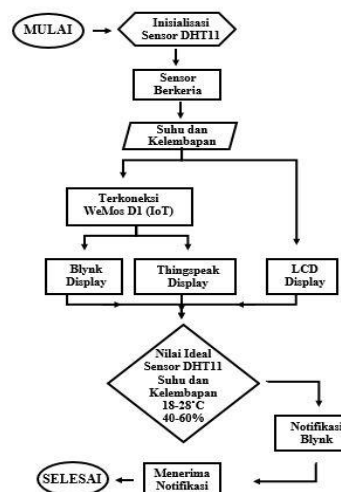 MULAI
Inisialisasi
Sensor DHT11
Sensor
Berkeria
Suhu dan
Kelembapan
Terkoneksi
WeMos D1 (IoT)
Blynk
Display
Thingspeak
Display
LCD
Display
Nilai Ideal
Sensor DHT11
Suhu dan
Kelembapan
18-28°C
40-60%
Notifikasi
Blynk
Menerima
Notifikasi
SELESAI